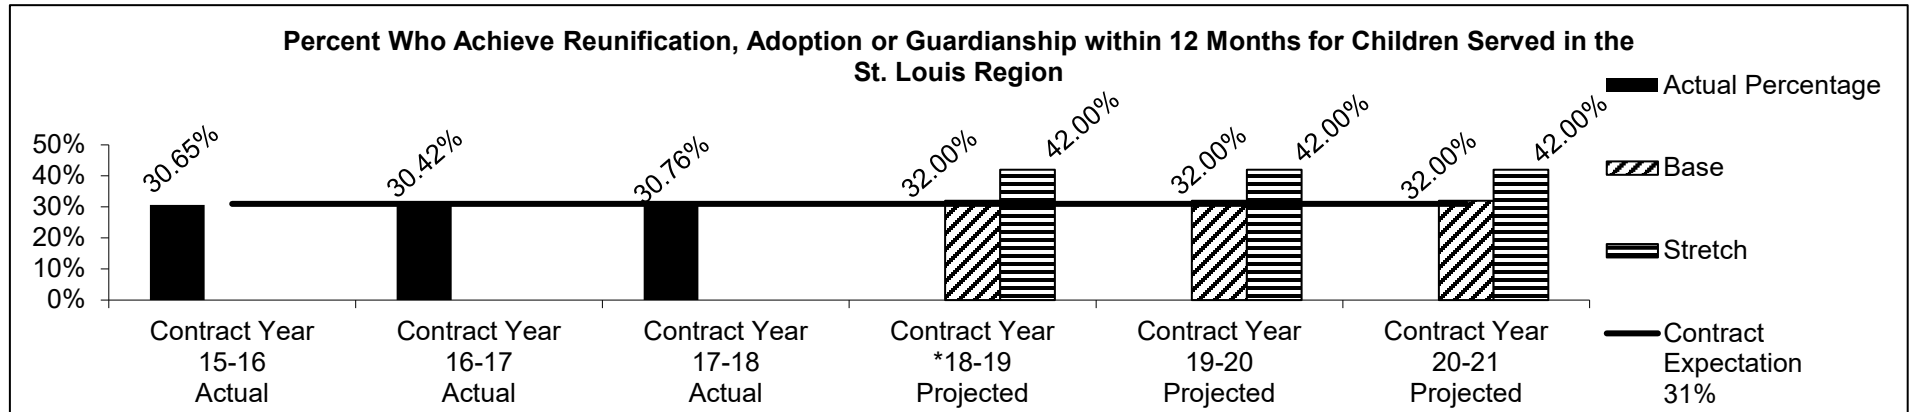 Percent Who Achieve Reunification, Adoption or Guardianship within 12 Months for Children Served in the
St. Louis Region
50%
40%
30%
20%
10%
0%
30.65%
30.42%
30.76%
32.00%
42.00%
32.00%
42.00%
32.00%
42.00%
Contract Year
15-16
Actual
Contract Year
16-17
Actual
Contract Year
17-18
Actual
Contract Year
*18-19
Projected
Contract Year
19-20
Projected
Contract Year
20-21
Projected
Actual Percentage
Base
Stretch
Contract
Expectation
31%